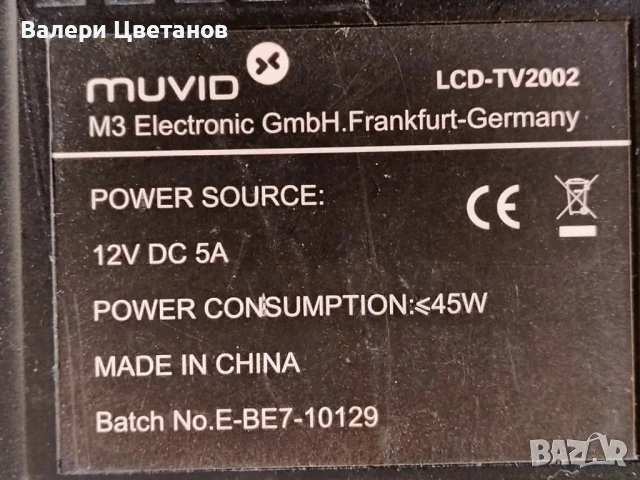 Валери Цветанов
muvid
LCD-TV2002
M3 Electronic GmbH.Frankfurt-Germany
POWER SOURCE:
12V DC 5A
POWER CONSUMPTION:⩽45W
MADE IN CHINA
Batch No.E-BE7-10129
BAZAR